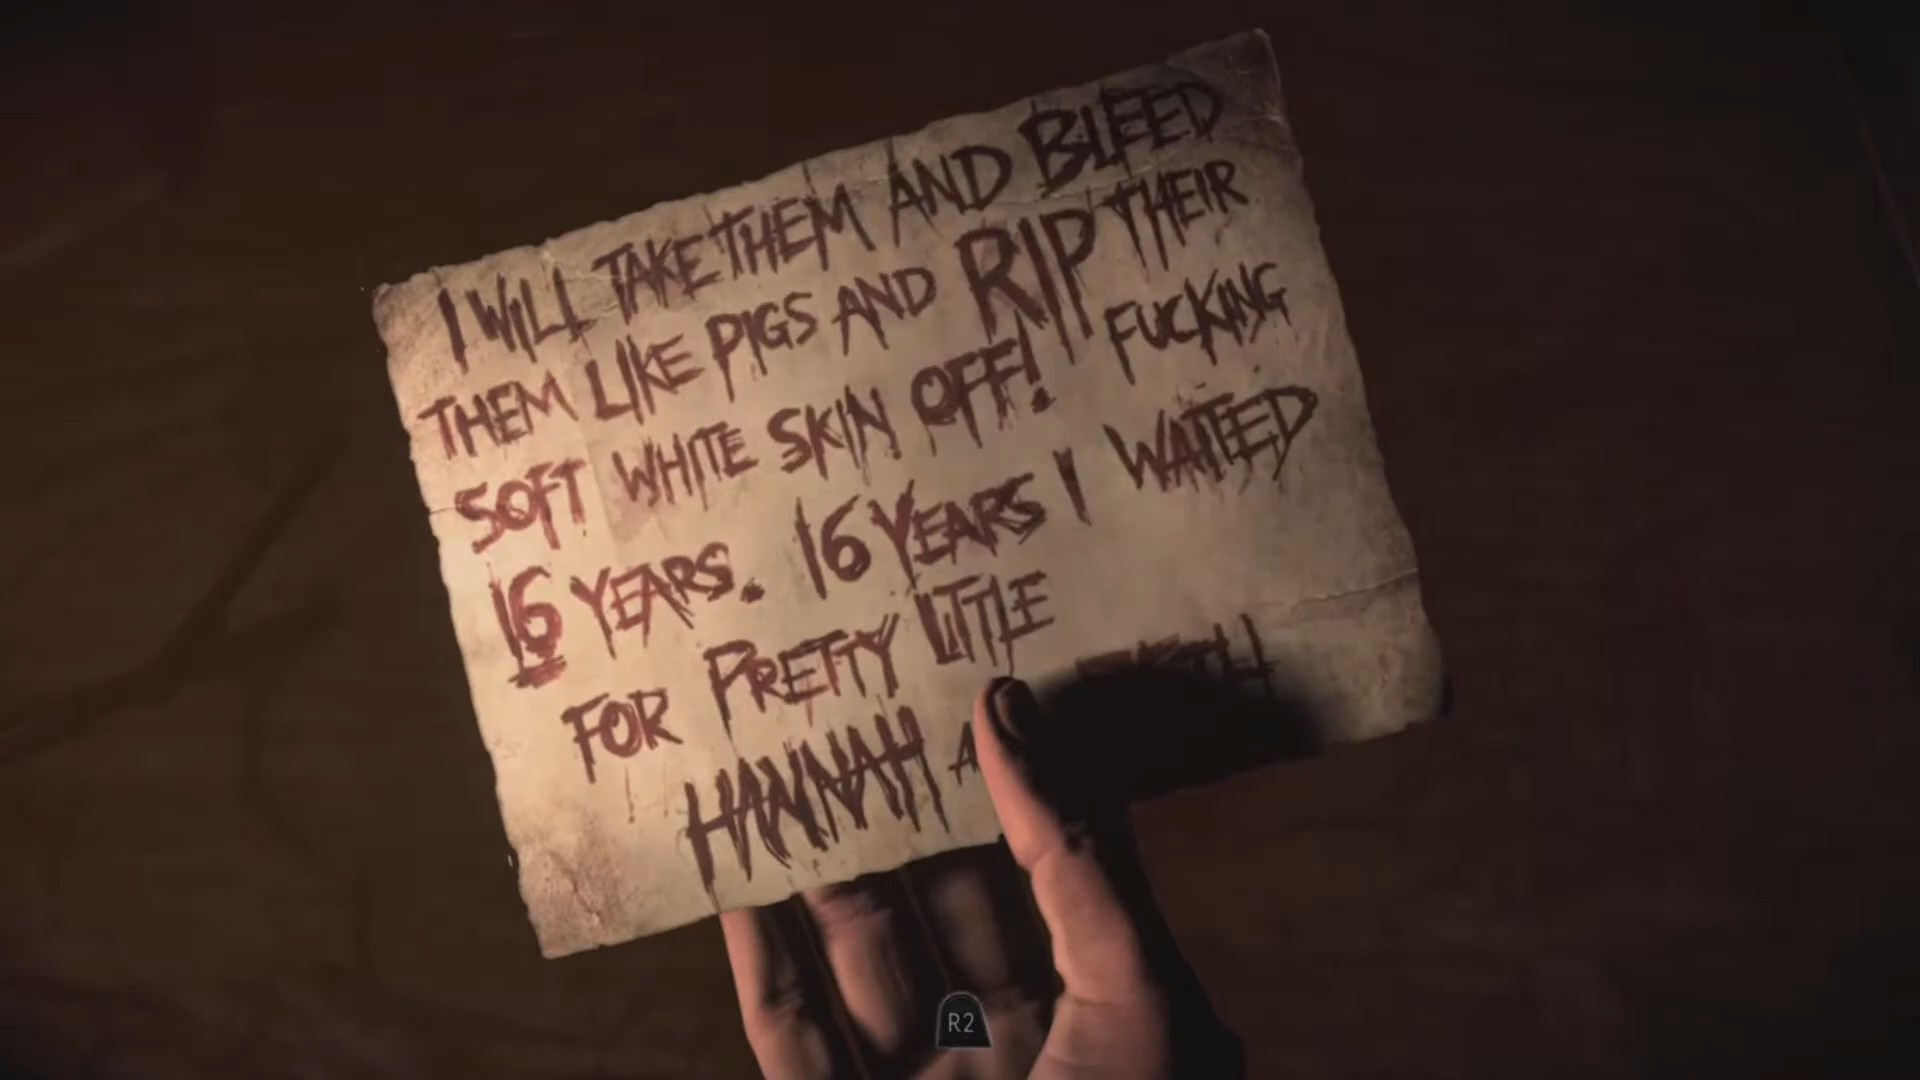 I WILL TAKE THEM AND BLEED
THEM LIKE PIGS AND RIP THEIR
SOFT WHITE SKIN OFF! FUCKING
16 YEARS. 16 YEARS I WAITED
FOR PRETTY LITTLE
HANNAH
R2